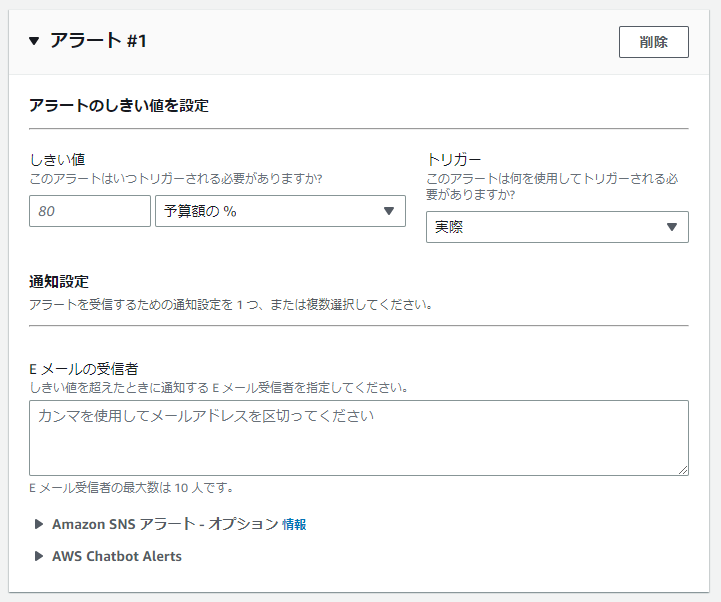 アラート #1
削除
アラートのしきい値を設定
しきい値
このアラートはいつトリガーされる必要がありますか?
80
予算額の %
トリガー
このアラートは何を使用してトリガーされる必
要がありますか?
実際
通知設定
アラートを受信するための通知設定を 1 つ、または複数選択してください。
E メールの受信者
しきい値を超えたときに通知する E メール受信者を指定してください。
カンマを使用してメールアドレスを区切ってください
E メール受信者の最大数は 10 人です。
Amazon SNS アラート - オプション 情報
AWS Chatbot Alerts